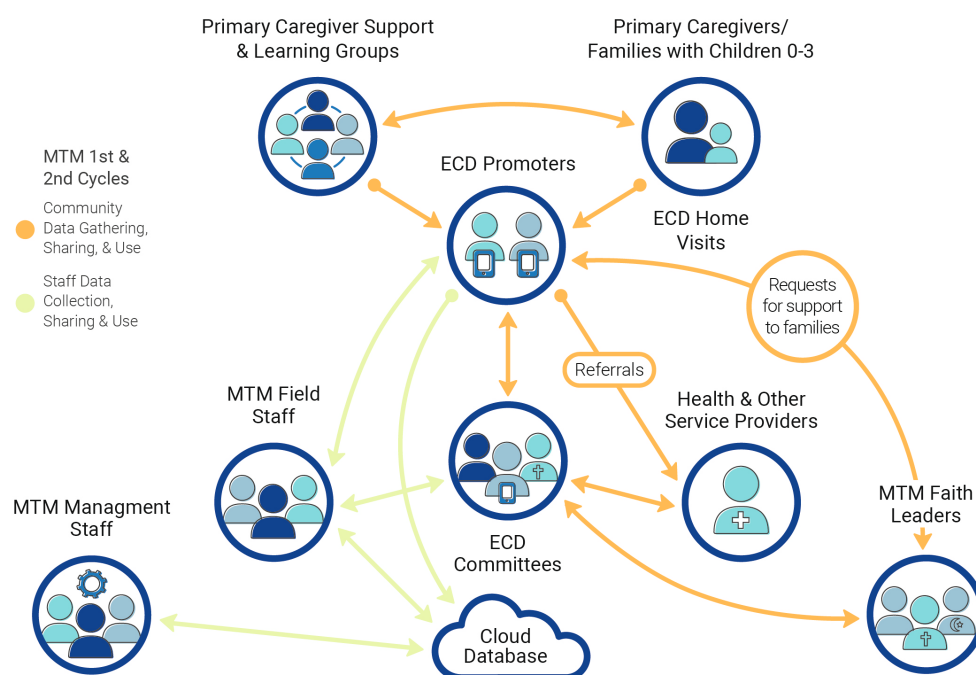 Primary Caregiver Support
& Learning Groups
Primary Caregivers/
Families with Children 0-3
MTM 1st &
2nd Cycles
Community
Data Gathering,
Sharing, & Use
Staff Data
Collection,
Sharing & Use
ECD Promoters
ECD Home
Visits
Requests
for support
to families
Referrals
MTM Field
Staff
Health & Other
Service Providers
MTM Managment
Staff
ECD
Committees
MTM Faith
Leaders
Cloud
Database